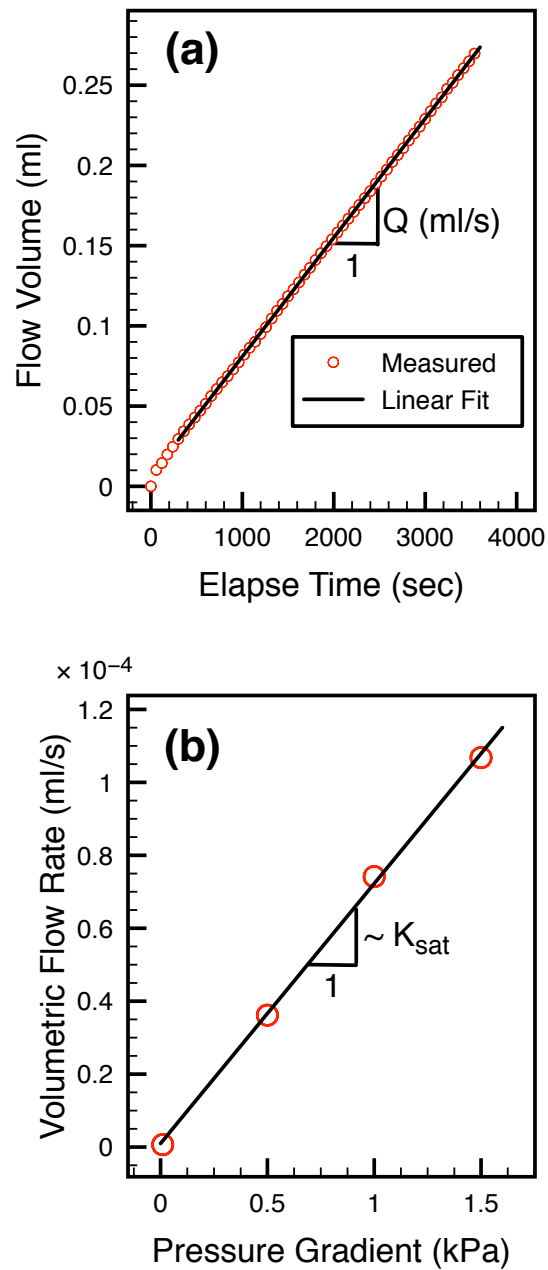 (a)
0.25
0.2
0.15
0.1
0.05
0
Flow Volume (ml)
Q (ml/s)
1
Measured
Linear Fit
0 1000 2000 3000 4000
Elapse Time (sec)
× 10⁻⁴
(b)
1.2
1
0.8
0.6
0.4
0.2
0
Volumetric Flow Rate (ml/s)
~ Ksat
1
0 0.5 1 1.5
Pressure Gradient (kPa)